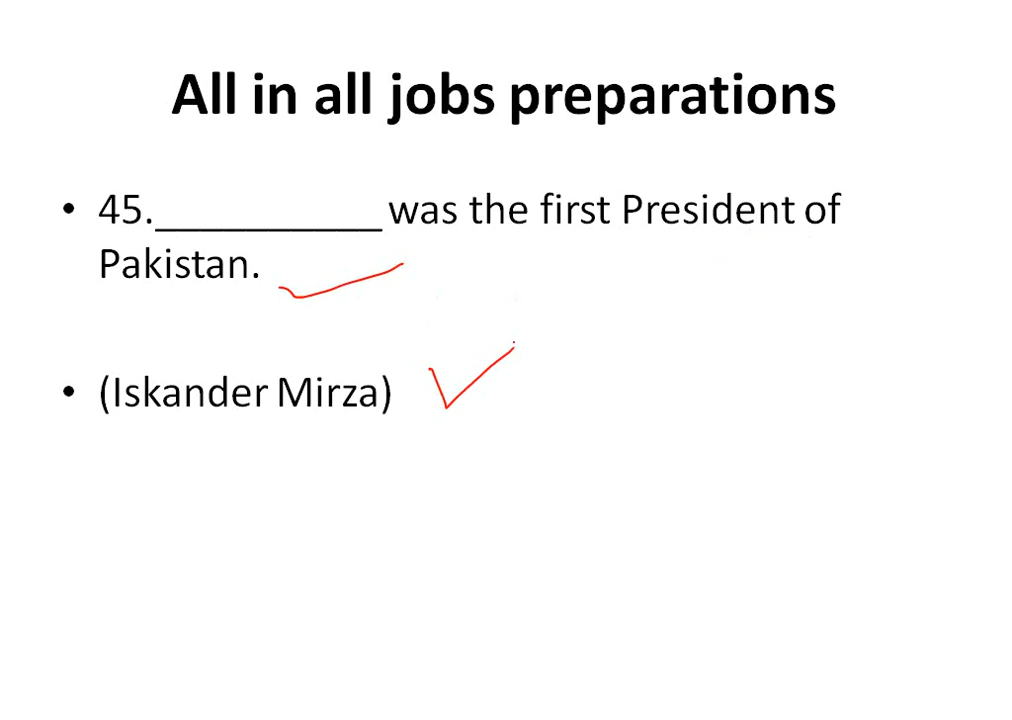 All in all jobs preparations
• 45.__________ was the first President of
Pakistan.
• (Iskander Mirza)